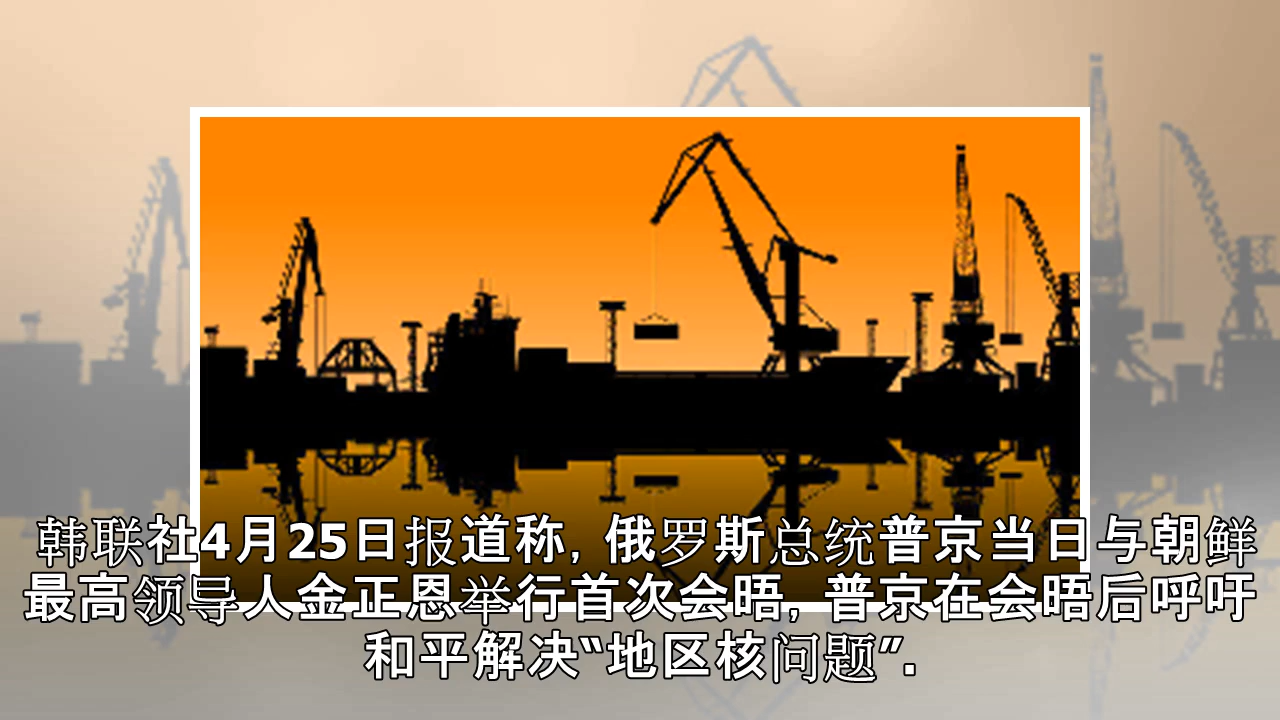 韩联社4月25日报道称, 俄罗斯总统普京当日与朝鲜
最高领导人金正恩举行首次会晤, 普京在会晤后呼吁
和平解决“地区核问题”.